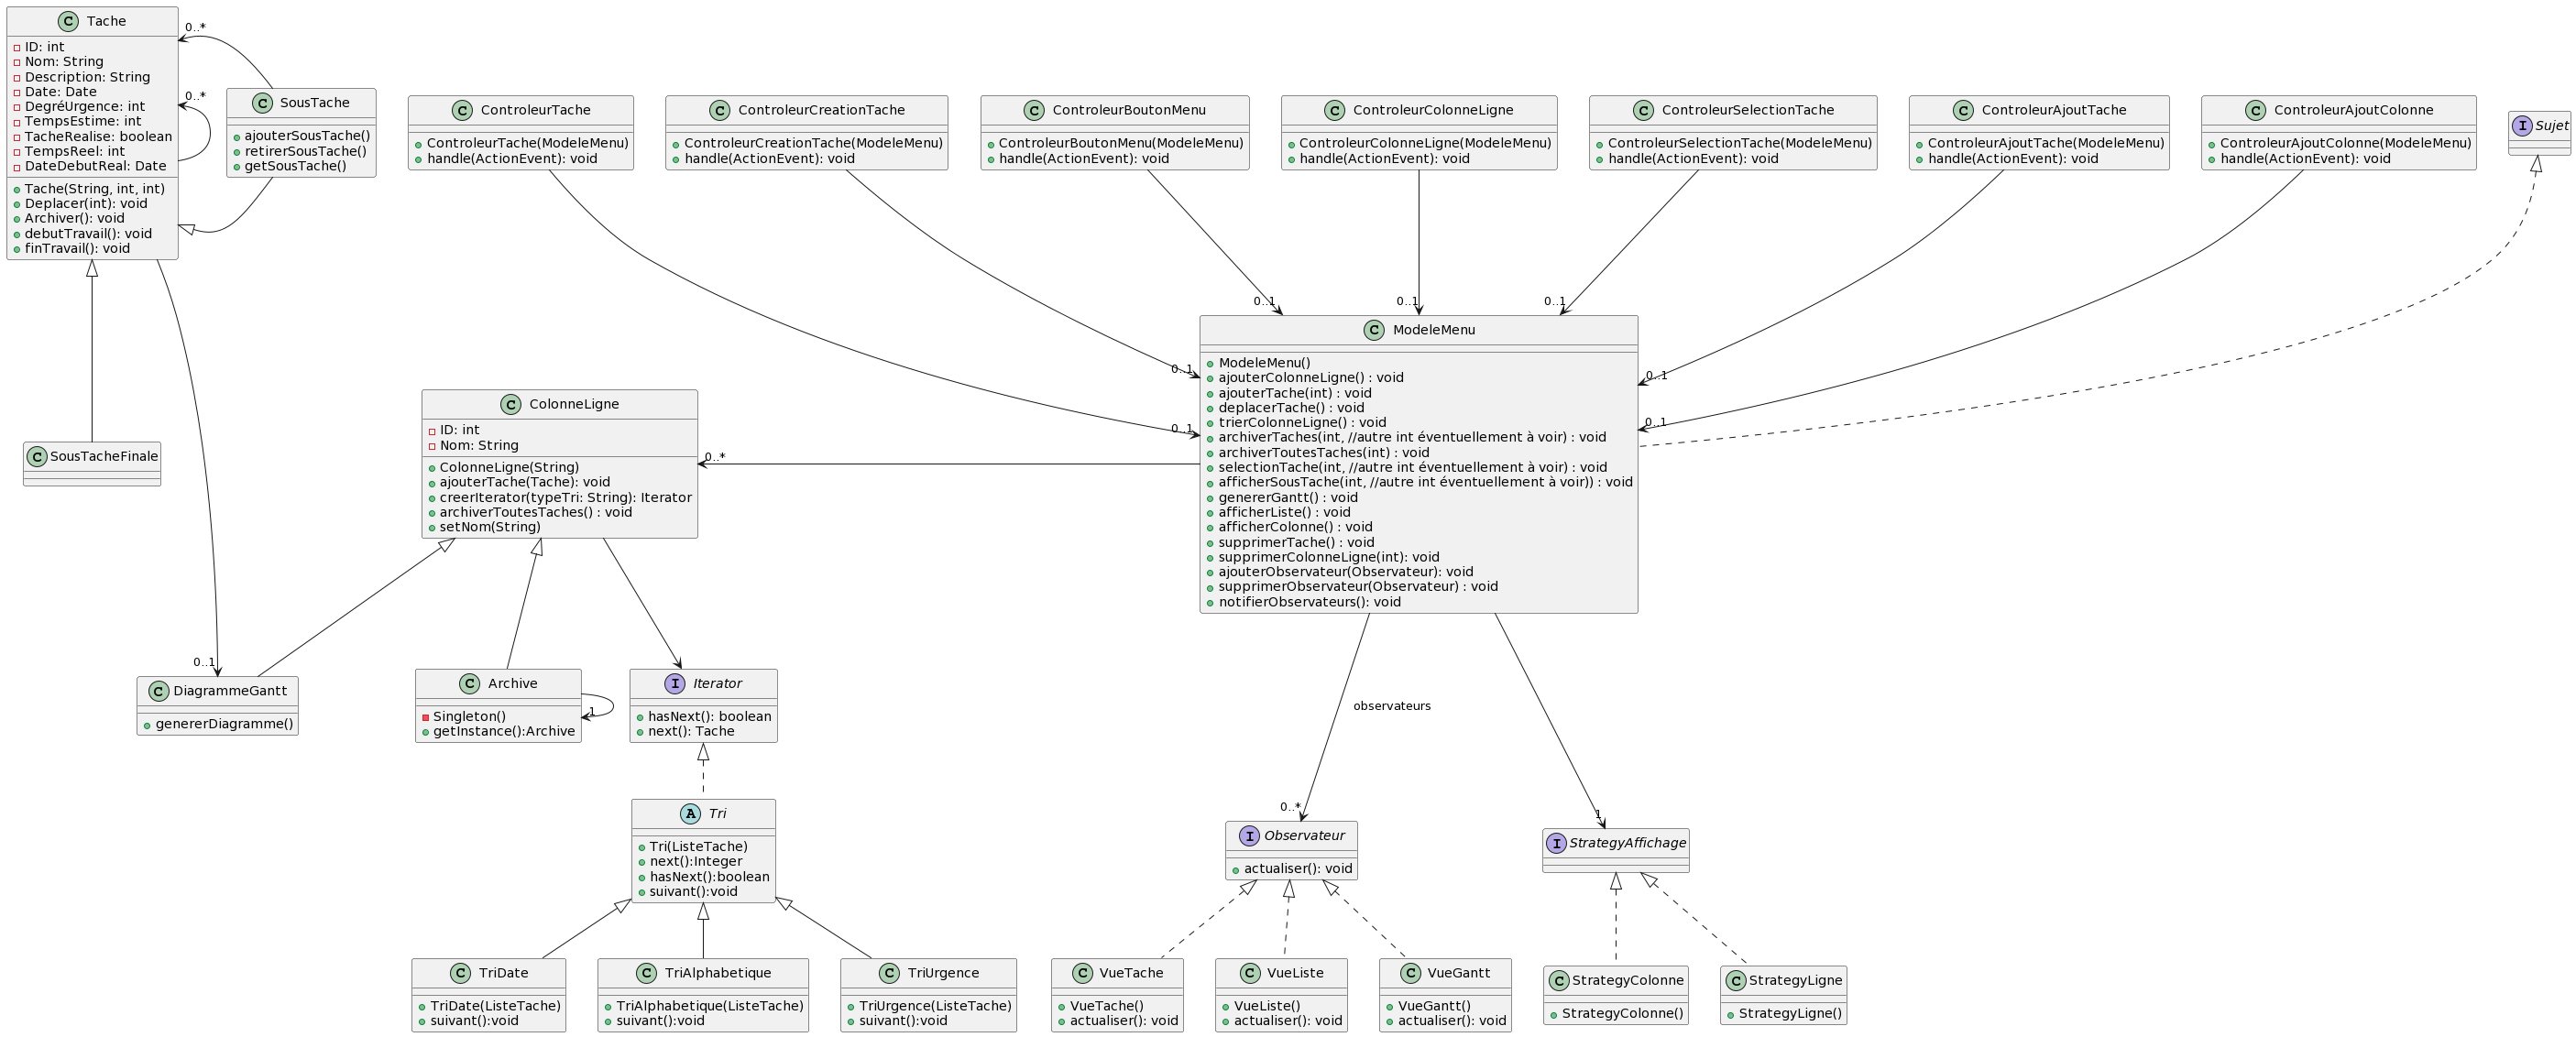 Tache
ID: int
Nom: String
Description: String
Date: Date
DegréUrgence: int
TempsEstime: int
TacheRealise: boolean
TempsReel: int
DateDebutReal: Date
Tache(String, int, int)
Deplacer(int): void
Archiver(): void
debutTravail(): void
finTravail(): void
0..*
0..*
SousTache
ajouterSousTache()
retirerSousTache()
getSousTache()
ControleurTache
ControleurTache(ModeleMenu)
handle(ActionEvent): void
ControleurCreationTache
ControleurCreationTache(ModeleMenu)
handle(ActionEvent): void
ControleurBoutonMenu
ControleurBoutonMenu(ModeleMenu)
handle(ActionEvent): void
ControleurColonneLigne
ControleurColonneLigne(ModeleMenu)
handle(ActionEvent): void
ControleurSelectionTache
ControleurSelectionTache(ModeleMenu)
handle(ActionEvent): void
ControleurAjoutTache
ControleurAjoutTache(ModeleMenu)
handle(ActionEvent): void
ControleurAjoutColonne
ControleurAjoutColonne(ModeleMenu)
handle(ActionEvent): void
Sujet
0..1
0..1
0..1
0..1
0..1
0..1
0..1
ModeleMenu
ModeleMenu()
ajouterColonneLigne() : void
ajouterTache(int) : void
deplacerTache() : void
trierColonneLigne() : void
archiverTaches(int, //autre int éventuellement à voir) : void
archiverToutesTaches(int) : void
selectionTache(int, //autre int éventuellement à voir) : void
afficherSousTache(int, //autre int éventuellement à voir)) : void
genererGantt() : void
afficherListe() : void
afficherColonne() : void
supprimerTache() : void
supprimerColonneLigne(int): void
ajouterObservateur(Observateur): void
supprimerObservateur(Observateur) : void
notifierObservateurs(): void
ColonneLigne
ID: int
Nom: String
ColonneLigne(String)
ajouterTache(Tache): void
creerIterator(typeTri: String): Iterator
archiverToutesTaches() : void
setNom(String)
0..*
SousTacheFinale
0..1
DiagrammeGantt
genererDiagramme()
Archive
Singleton()
getInstance():Archive
1
Iterator
hasNext(): boolean
next(): Tache
observateurs
0..*
1
Tri
Tri(ListeTache)
next():Integer
hasNext():boolean
suivant():void
Observateur
actualiser(): void
StrategyAffichage
TriDate
TriDate(ListeTache)
suivant():void
TriAlphabetique
TriAlphabetique(ListeTache)
suivant():void
TriUrgence
TriUrgence(ListeTache)
suivant():void
VueTache
VueTache()
actualiser(): void
VueListe
VueListe()
actualiser(): void
VueGantt
VueGantt()
actualiser(): void
StrategyColonne
StrategyColonne()
StrategyLigne
StrategyLigne()